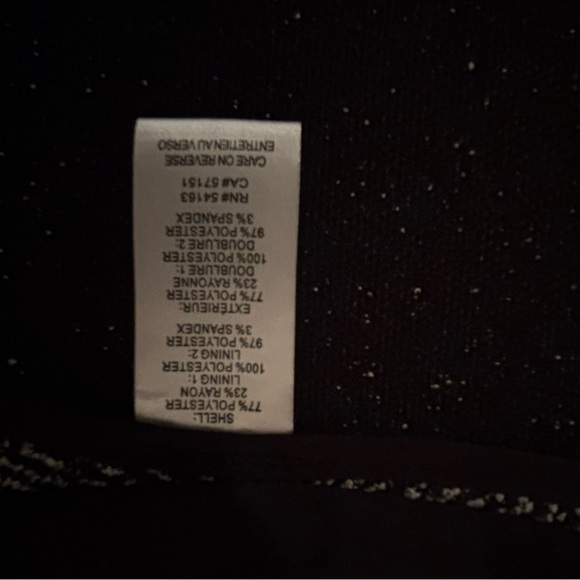 SHELL:
77% POLYESTER
23% RAYON
LINING 1:
100% POLYESTER
LINING 2:
97% POLYESTER
3% SPANDEX
EXTÉRIEUR:
77% POLYESTER
23% RAYONNE
DOUBLURE 1:
100% POLYESTER
DOUBLURE 2:
97% POLYESTER
3% SPANDEX
RN# 54163
CA# 57151
CARE ON REVERSE
ENTRETIEN AU VERSO